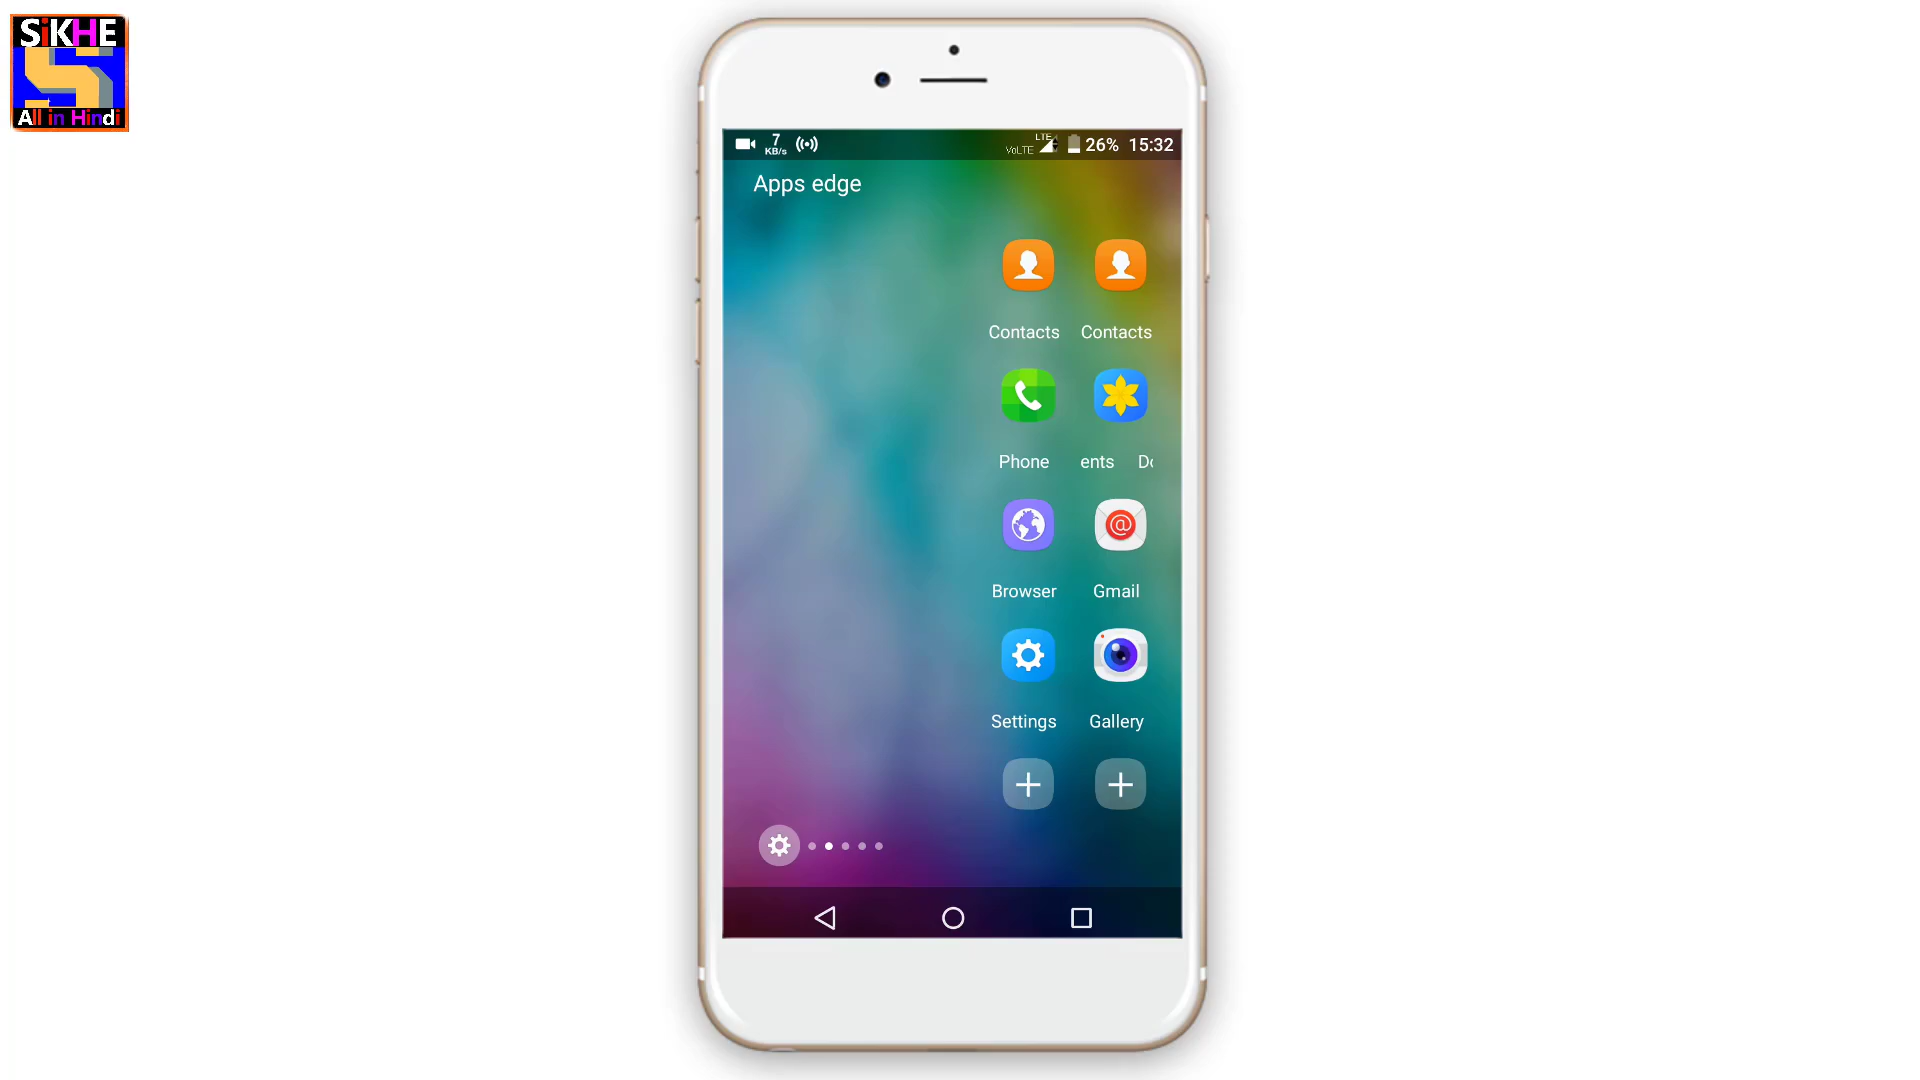 SiKHE
All in Hindi
7 KB/s LTE VoLTE 26% 15:32
Apps edge
Contacts Contacts
Phone ents Do
Browser Gmail
Settings Gallery